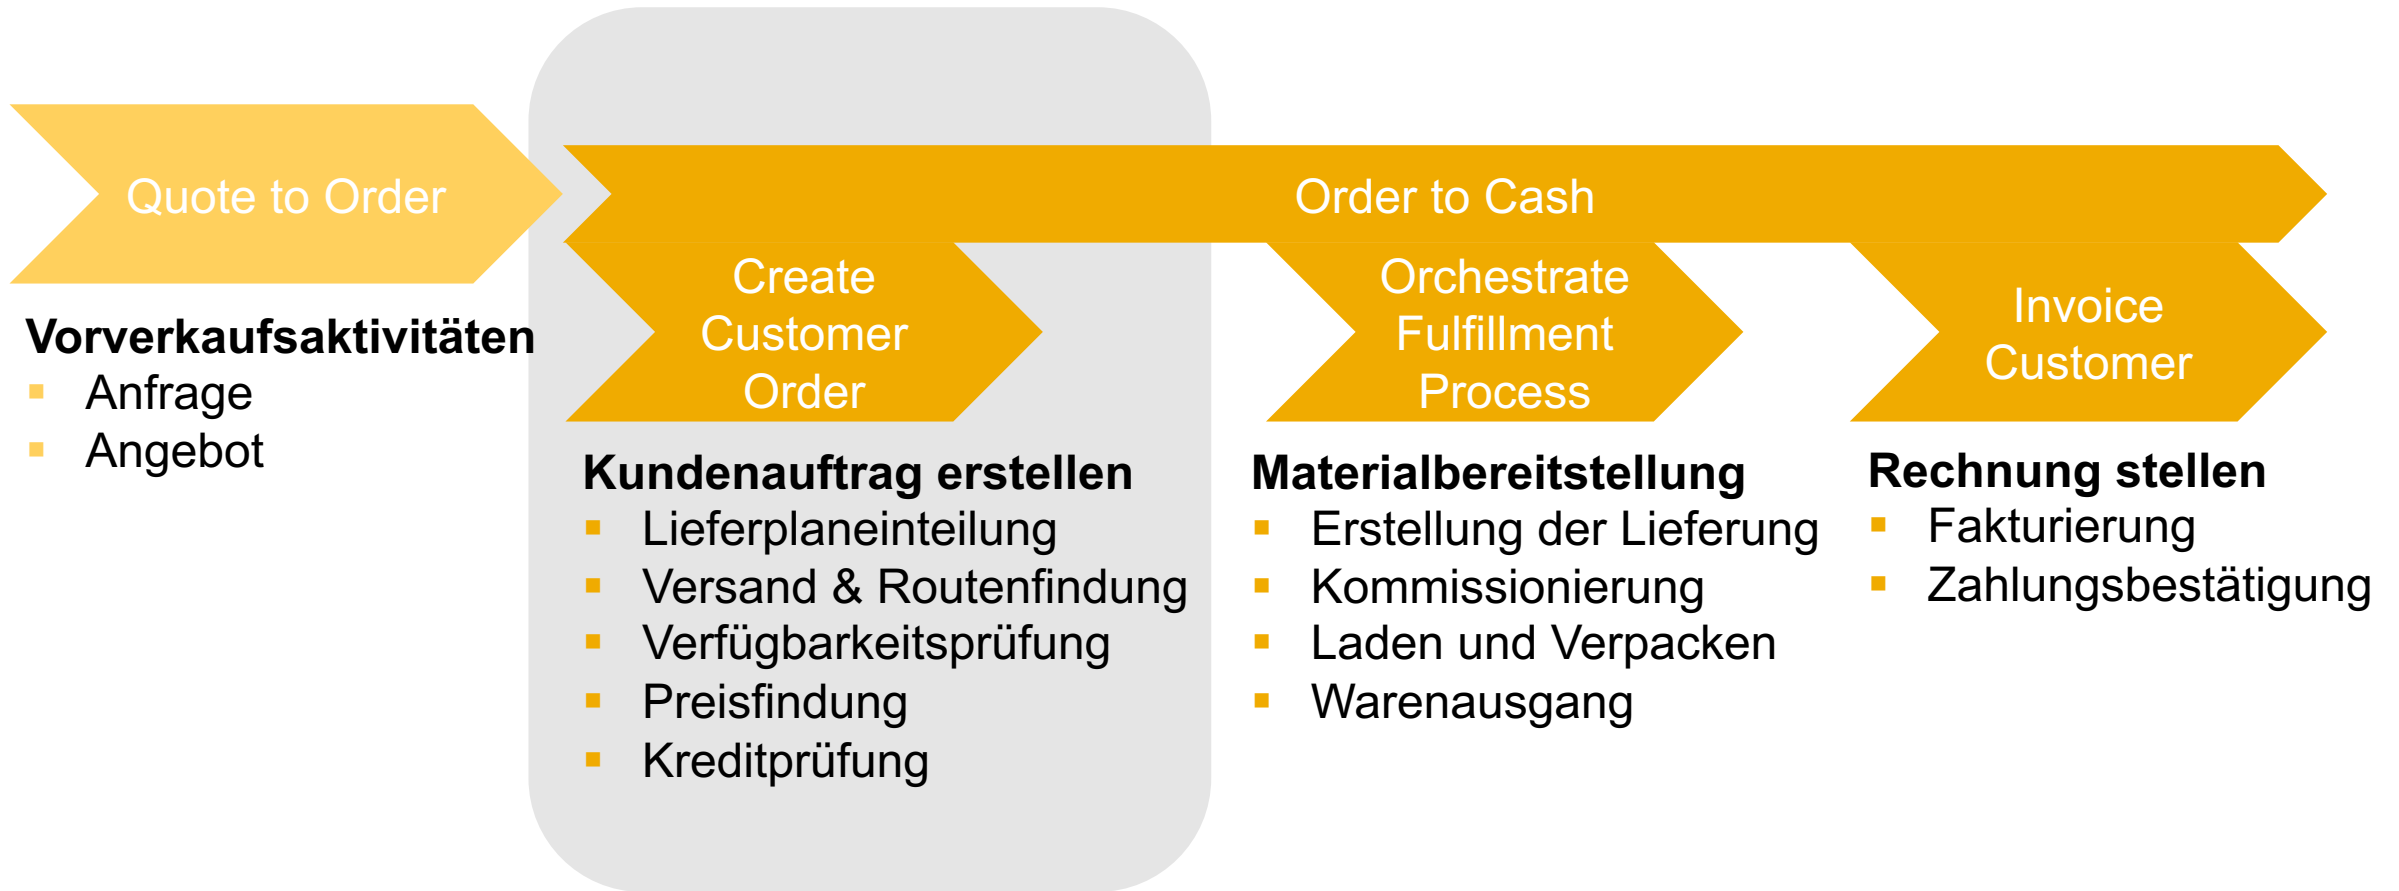 Quote to Order
Order to Cash
Create
Customer
Order
Orchestrate
Fulfillment
Process
Invoice
Customer
Vorverkaufsaktivitäten
Anfrage
Angebot
Kundenauftrag erstellen
Lieferplaneinteilung
Versand & Routenfindung
Verfügbarkeitsprüfung
Preisfindung
Kreditprüfung
Materialbereitstellung
Erstellung der Lieferung
Kommissionierung
Laden und Verpacken
Warenausgang
Rechnung stellen
Fakturierung
Zahlungsbestätigung